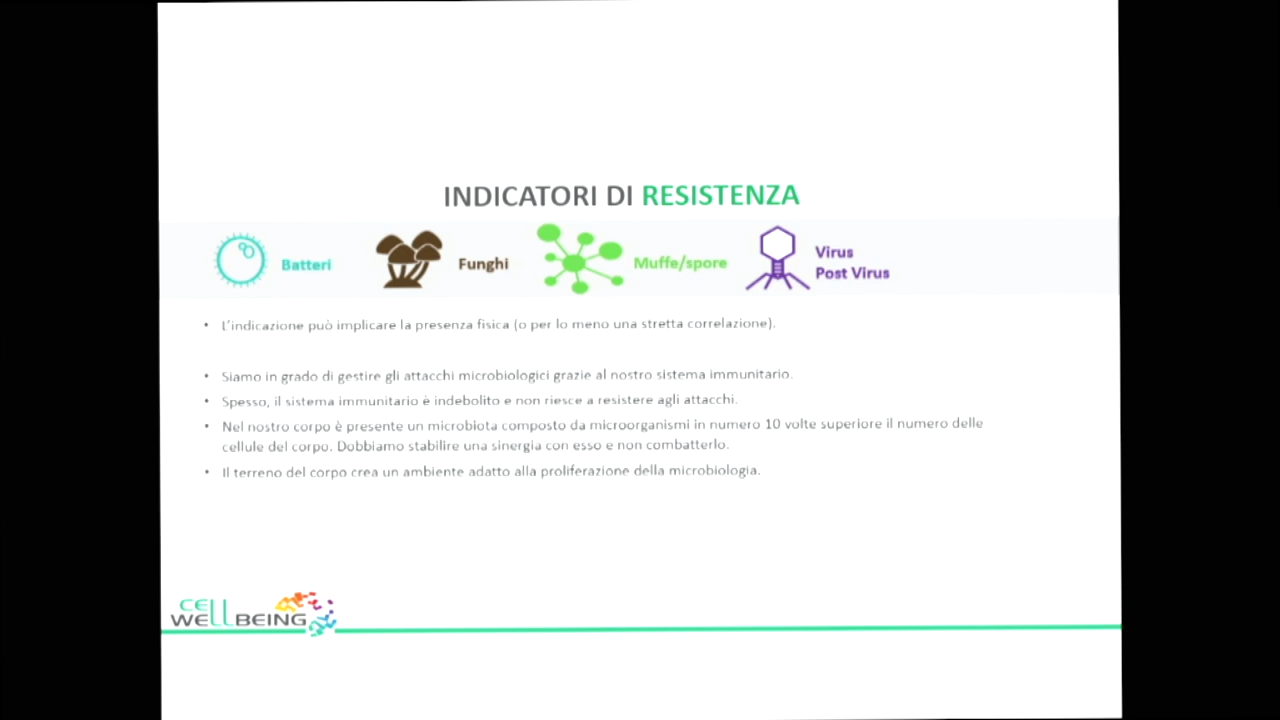 INDICATORI DI RESISTENZA
Batteri
Funghi
Muffe/spore
Virus
Post Virus
• L'indicazione può implicare la presenza fisica (o per lo meno una stretta correlazione).
• Siamo in grado di gestire gli attacchi microbiologici grazie al nostro sistema immunitario.
• Spesso, il sistema immunitario è indebolito e non riesce a resistere agli attacchi.
• Nel nostro corpo è presente un microbiota composto da microorganismi in numero 10 volte superiore il numero delle
cellule del corpo. Dobbiamo stabilire una sinergia con esso e non combatterlo.
• Il terreno del corpo crea un ambiente adatto alla proliferazione della microbiologia.
CELL
WELLBEING